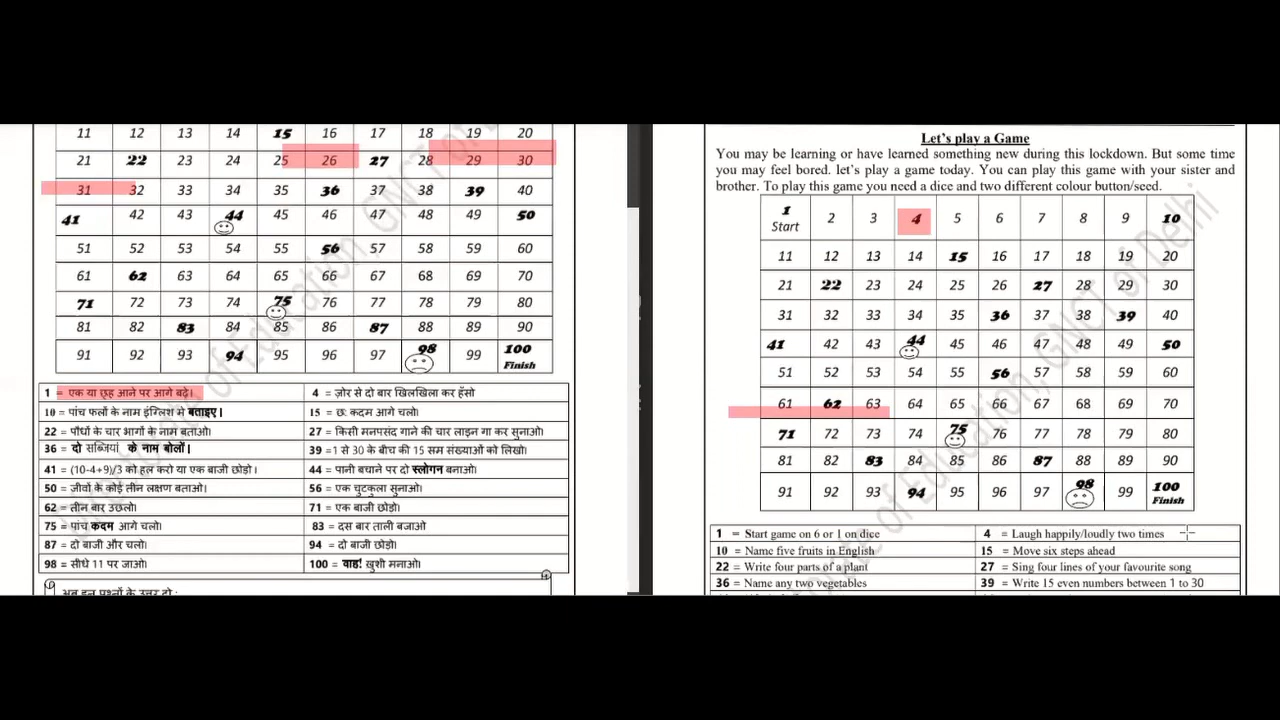 11 12 13 14 15 16 17 18 19 20
21 22 23 24 25 26 27 28 29 30
31 32 33 34 35 36 37 38 39 40
41 42 43 44 45 46 47 48 49 50
51 52 53 54 55 56 57 58 59 60
61 62 63 64 65 66 67 68 69 70
71 72 73 74 75 76 77 78 79 80
81 82 83 84 85 86 87 88 89 90
91 92 93 94 95 96 97 98 99 100
Finish
1 = एक या छह आने पर आगे बढ़े।
4 = ज़ोर से दो बार खिलखिला कर हँसो
10 = पांच फलों के नाम इंग्लिश मे बताइए।
15 = छ: कदम आगे चलो।
22 = पौधों के चार भागों के नाम बताओ।
27 = किसी मनपसंद गाने की चार लाइन गा कर सुनाओ।
36 = दो सब्जियां के नाम बोलों।
39 =1 से 30 के बीच की 15 सम संख्याओं को लिखो।
41 = (10-4+9)/3 को हल करो या एक बाजी छोड़ो।
44 = पानी बचाने पर दो स्लोगन बनाओ।
50 = जीवों के कोई तीन लक्षण बताओ।
56 = एक चुटकुला सुनाओ।
62 = तीन बार उछलो।
71 = एक बाजी छोड़ो।
75 = पांच कदम आगे चलो।
83 = दस बार ताली बजाओ
87 = दो बाजी और चलो।
94 = दो बाजी छोड़ो।
98 = सीधे 11 पर जाओ।
100 = वाह! खुशी मनाओ।
अब इन प्रश्नों के उत्तर दो :
Let's play a Game
You may be learning or have learned something new during this lockdown. But some time
you may feel bored. let's play a game today. You can play this game with your sister and
brother. To play this game you need a dice and two different colour button/seed.
1 2 3 4 5 6 7 8 9 10
Start
11 12 13 14 15 16 17 18 19 20
21 22 23 24 25 26 27 28 29 30
31 32 33 34 35 36 37 38 39 40
41 42 43 44 45 46 47 48 49 50
51 52 53 54 55 56 57 58 59 60
61 62 63 64 65 66 67 68 69 70
71 72 73 74 75 76 77 78 79 80
81 82 83 84 85 86 87 88 89 90
91 92 93 94 95 96 97 98 99 100
Finish
1 = Start game on 6 or 1 on dice
4 = Laugh happily/loudly two times
10 = Name five fruits in English
15 = Move six steps ahead
22 = Write four parts of a plant
27 = Sing four lines of your favourite song
36 = Name any two vegetables
39 = Write 15 even numbers between 1 to 30